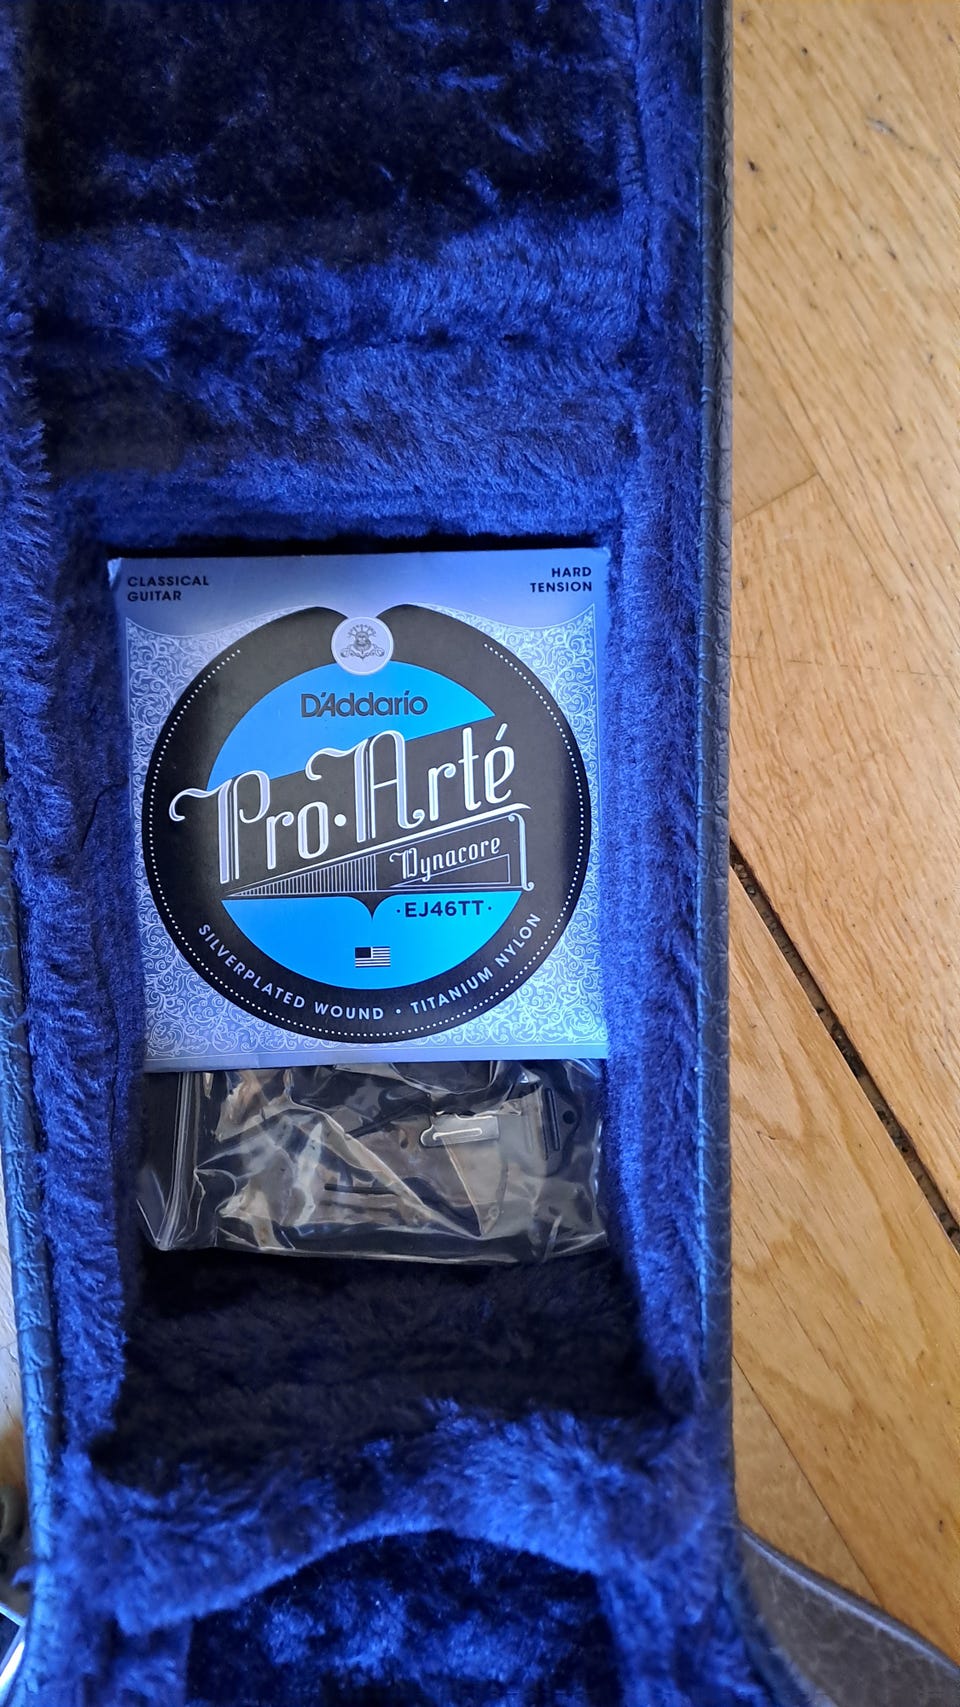 CLASSICAL
GUITAR
HARD
TENSION
D'Addario
Pro·Arté
Dynacore
·EJ46TT·
SILVERPLATED WOUND • TITANIUM NYLON